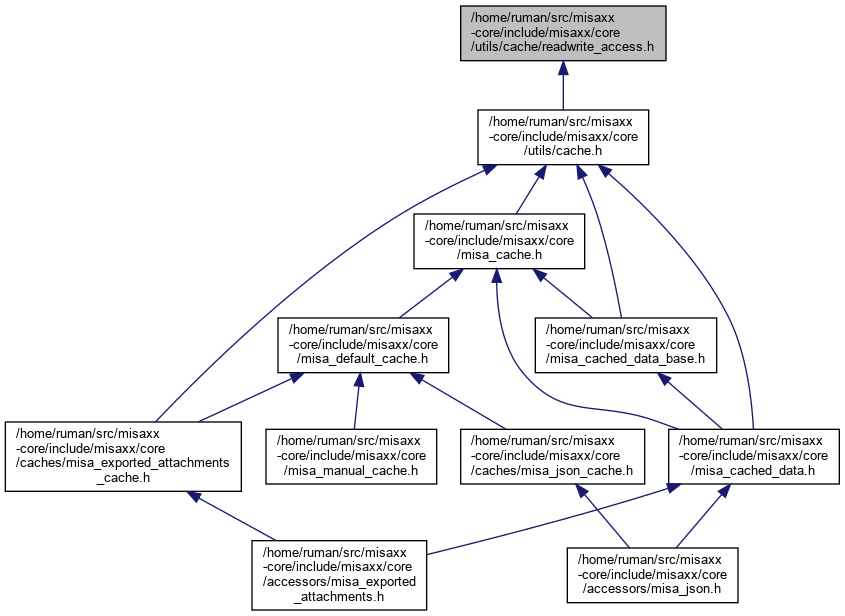 /home/ruman/src/misaxx
-core/include/misaxx/core
/utils/cache/readwrite_access.h
/home/ruman/src/misaxx
-core/include/misaxx/core
/utils/cache.h
/home/ruman/src/misaxx
-core/include/misaxx/core
/misa_cache.h
/home/ruman/src/misaxx
-core/include/misaxx/core
/misa_default_cache.h
/home/ruman/src/misaxx
-core/include/misaxx/core
/misa_cached_data_base.h
/home/ruman/src/misaxx
-core/include/misaxx/core
/caches/misa_exported_attachments
_cache.h
/home/ruman/src/misaxx
-core/include/misaxx/core
/misa_manual_cache.h
/home/ruman/src/misaxx
-core/include/misaxx/core
/caches/misa_json_cache.h
/home/ruman/src/misaxx
-core/include/misaxx/core
/misa_cached_data.h
/home/ruman/src/misaxx
-core/include/misaxx/core
/accessors/misa_exported
_attachments.h
/home/ruman/src/misaxx
-core/include/misaxx/core
/accessors/misa_json.h